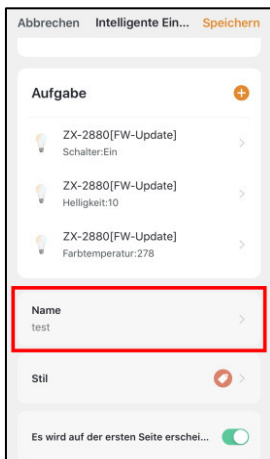 Abbrechen Intelligente Ein... Speichern
Aufgabe
ZX-2880[FW-Update]
Schalter:Ein
ZX-2880[FW-Update]
Helligkeit:10
ZX-2880[FW-Update]
Farbtemperatur:278
Name
test
Stil
Es wird auf der ersten Seite erschei...